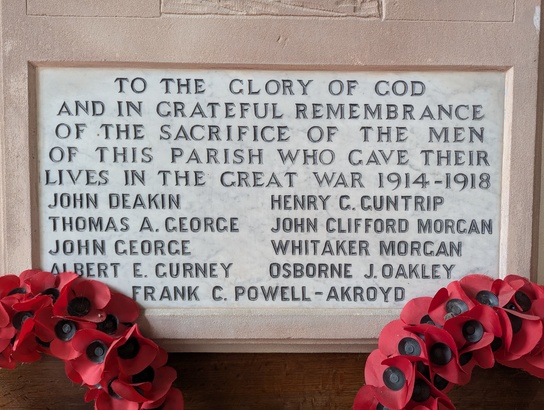 TO THE GLORY OF GOD
AND IN GRATEFUL REMEMBRANCE
OF THE SACRIFICE OF THE MEN
OF THIS PARISH WHO GAVE THEIR
LIVES IN THE GREAT WAR 1914-1918
JOHN DEAKIN
THOMAS A. GEORGE
JOHN GEORGE
ALBERT E. GURNEY
HENRY C. GUNTRIP
JOHN CLIFFORD MORGAN
WHITAKER MORGAN
OSBORNE J. OAKLEY
FRANK C. POWELL-AKROYD